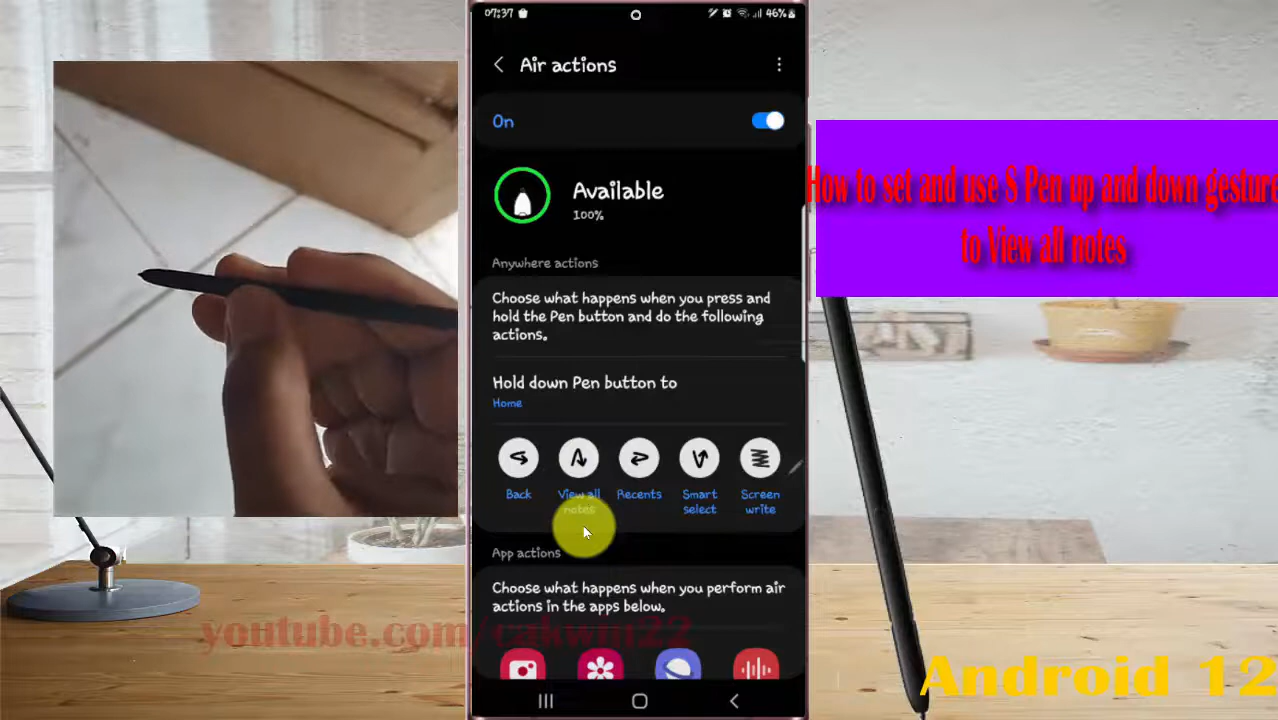 07:37
46%
Air actions
On
Available
100%
Anywhere actions
Choose what happens when you press and
hold the Pen button and do the following
actions.
Hold down Pen button to
Home
Back
View all
notes
Recents
Smart
select
Screen
write
App actions
Choose what happens when you perform air
actions in the apps below.
How to set and use S Pen up and down gesture
to View all notes
youtube.com/cakwin22
Android 12